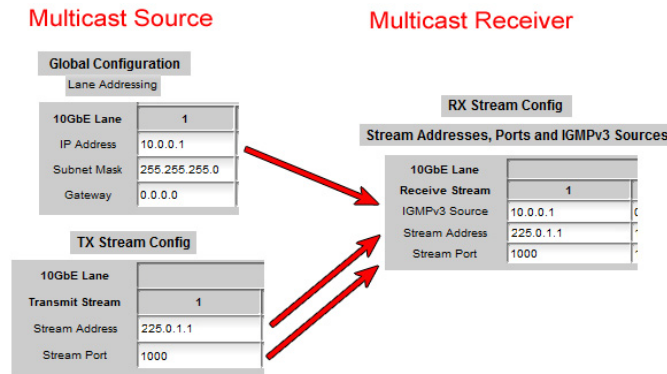 Multicast Source
Multicast Receiver
Global Configuration
Lane Addressing
10GbE Lane 1
IP Address 10.0.0.1
Subnet Mask 255.255.255.0
Gateway 0.0.0.0
TX Stream Config
10GbE Lane
Transmit Stream 1
Stream Address 225.0.1.1
Stream Port 1000
RX Stream Config
Stream Addresses, Ports and IGMPv3 Sources
10GbE Lane
Receive Stream 1
IGMPv3 Source 10.0.0.1
Stream Address 225.0.1.1
Stream Port 1000